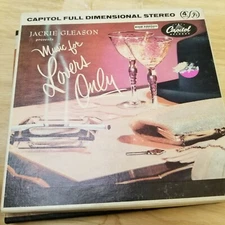 CAPITOL FULL DIMENSIONAL STEREO
JACKIE GLEASON
presents
Music for
Lovers
Only
Capitol